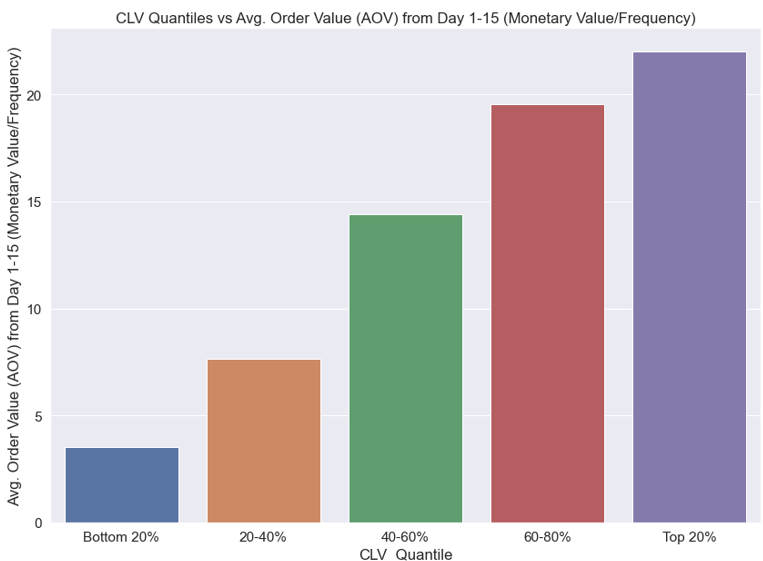 CLV Quantiles vs Avg. Order Value (AOV) from Day 1-15 (Monetary Value/Frequency)
Avg. Order Value (AOV) from Day 1-15 (Monetary Value/Frequency)
20
15
10
5
0
Bottom 20%
20-40%
40-60%
60-80%
Top 20%
CLV  Quantile